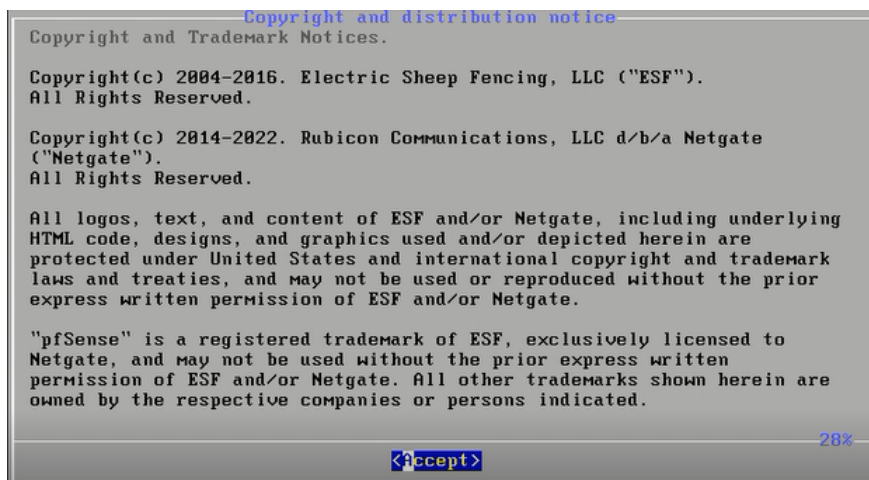 Copyright and distribution notice
Copyright and Trademark Notices.
Copyright(c) 2004-2016. Electric Sheep Fencing, LLC ("ESF").
All Rights Reserved.
Copyright(c) 2014-2022. Rubicon Communications, LLC d/b/a Netgate
("Netgate").
All Rights Reserved.
All logos, text, and content of ESF and/or Netgate, including underlying
HTML code, designs, and graphics used and/or depicted herein are
protected under United States and international copyright and trademark
laws and treaties, and may not be used or reproduced without the prior
express written permission of ESF and/or Netgate.
"pfSense" is a registered trademark of ESF, exclusively licensed to
Netgate, and may not be used without the prior express written
permission of ESF and/or Netgate. All other trademarks shown herein are
owned by the respective companies or persons indicated.
28%
<Accept>